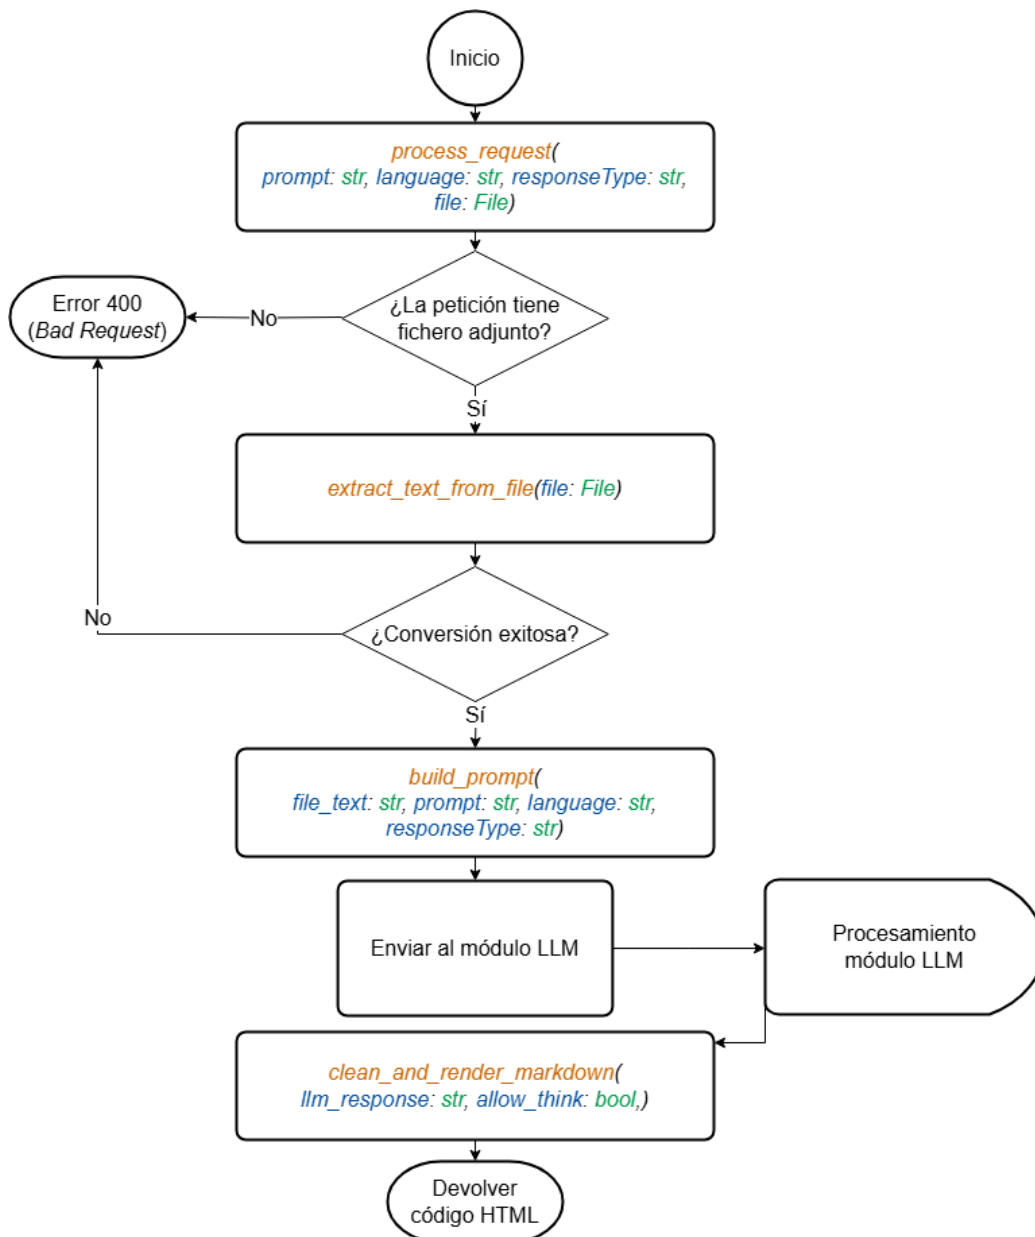 Inicio
process_request(
prompt: str, language: str, responseType: str,
file: File)
¿La petición tiene
fichero adjunto?
No
Error 400
(Bad Request)
Sí
extract_text_from_file(file: File)
¿Conversión exitosa?
No
Sí
build_prompt(
file_text: str, prompt: str, language: str,
responseType: str)
Enviar al módulo LLM
Procesamiento
módulo LLM
clean_and_render_markdown(
llm_response: str, allow_think: bool,)
Devolver
código HTML